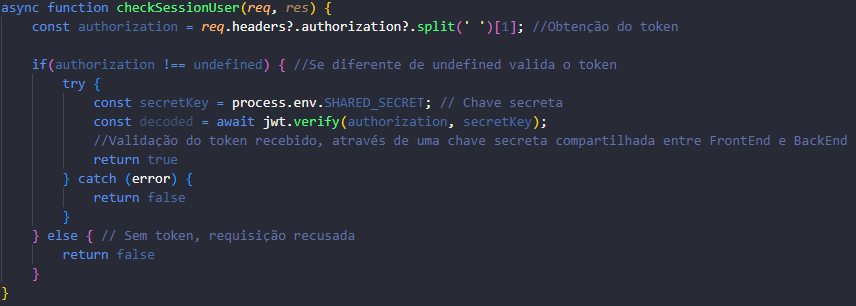 async function checkSessionUser(req, res) {
    const authorization = req.headers?.authorization?.split(' ')[1]; //Obtenção do token

    if(authorization !== undefined) { //Se diferente de undefined valida o token
        try {
            const secretKey = process.env.SHARED_SECRET; // Chave secreta
            const decoded = await jwt.verify(authorization, secretKey);
            //Validação do token recebido, através de uma chave secreta compartilhada entre FrontEnd e BackEnd
            return true
        } catch (error) {
            return false
        }
    } else { // Sem token, requisição recusada
        return false
    }
}